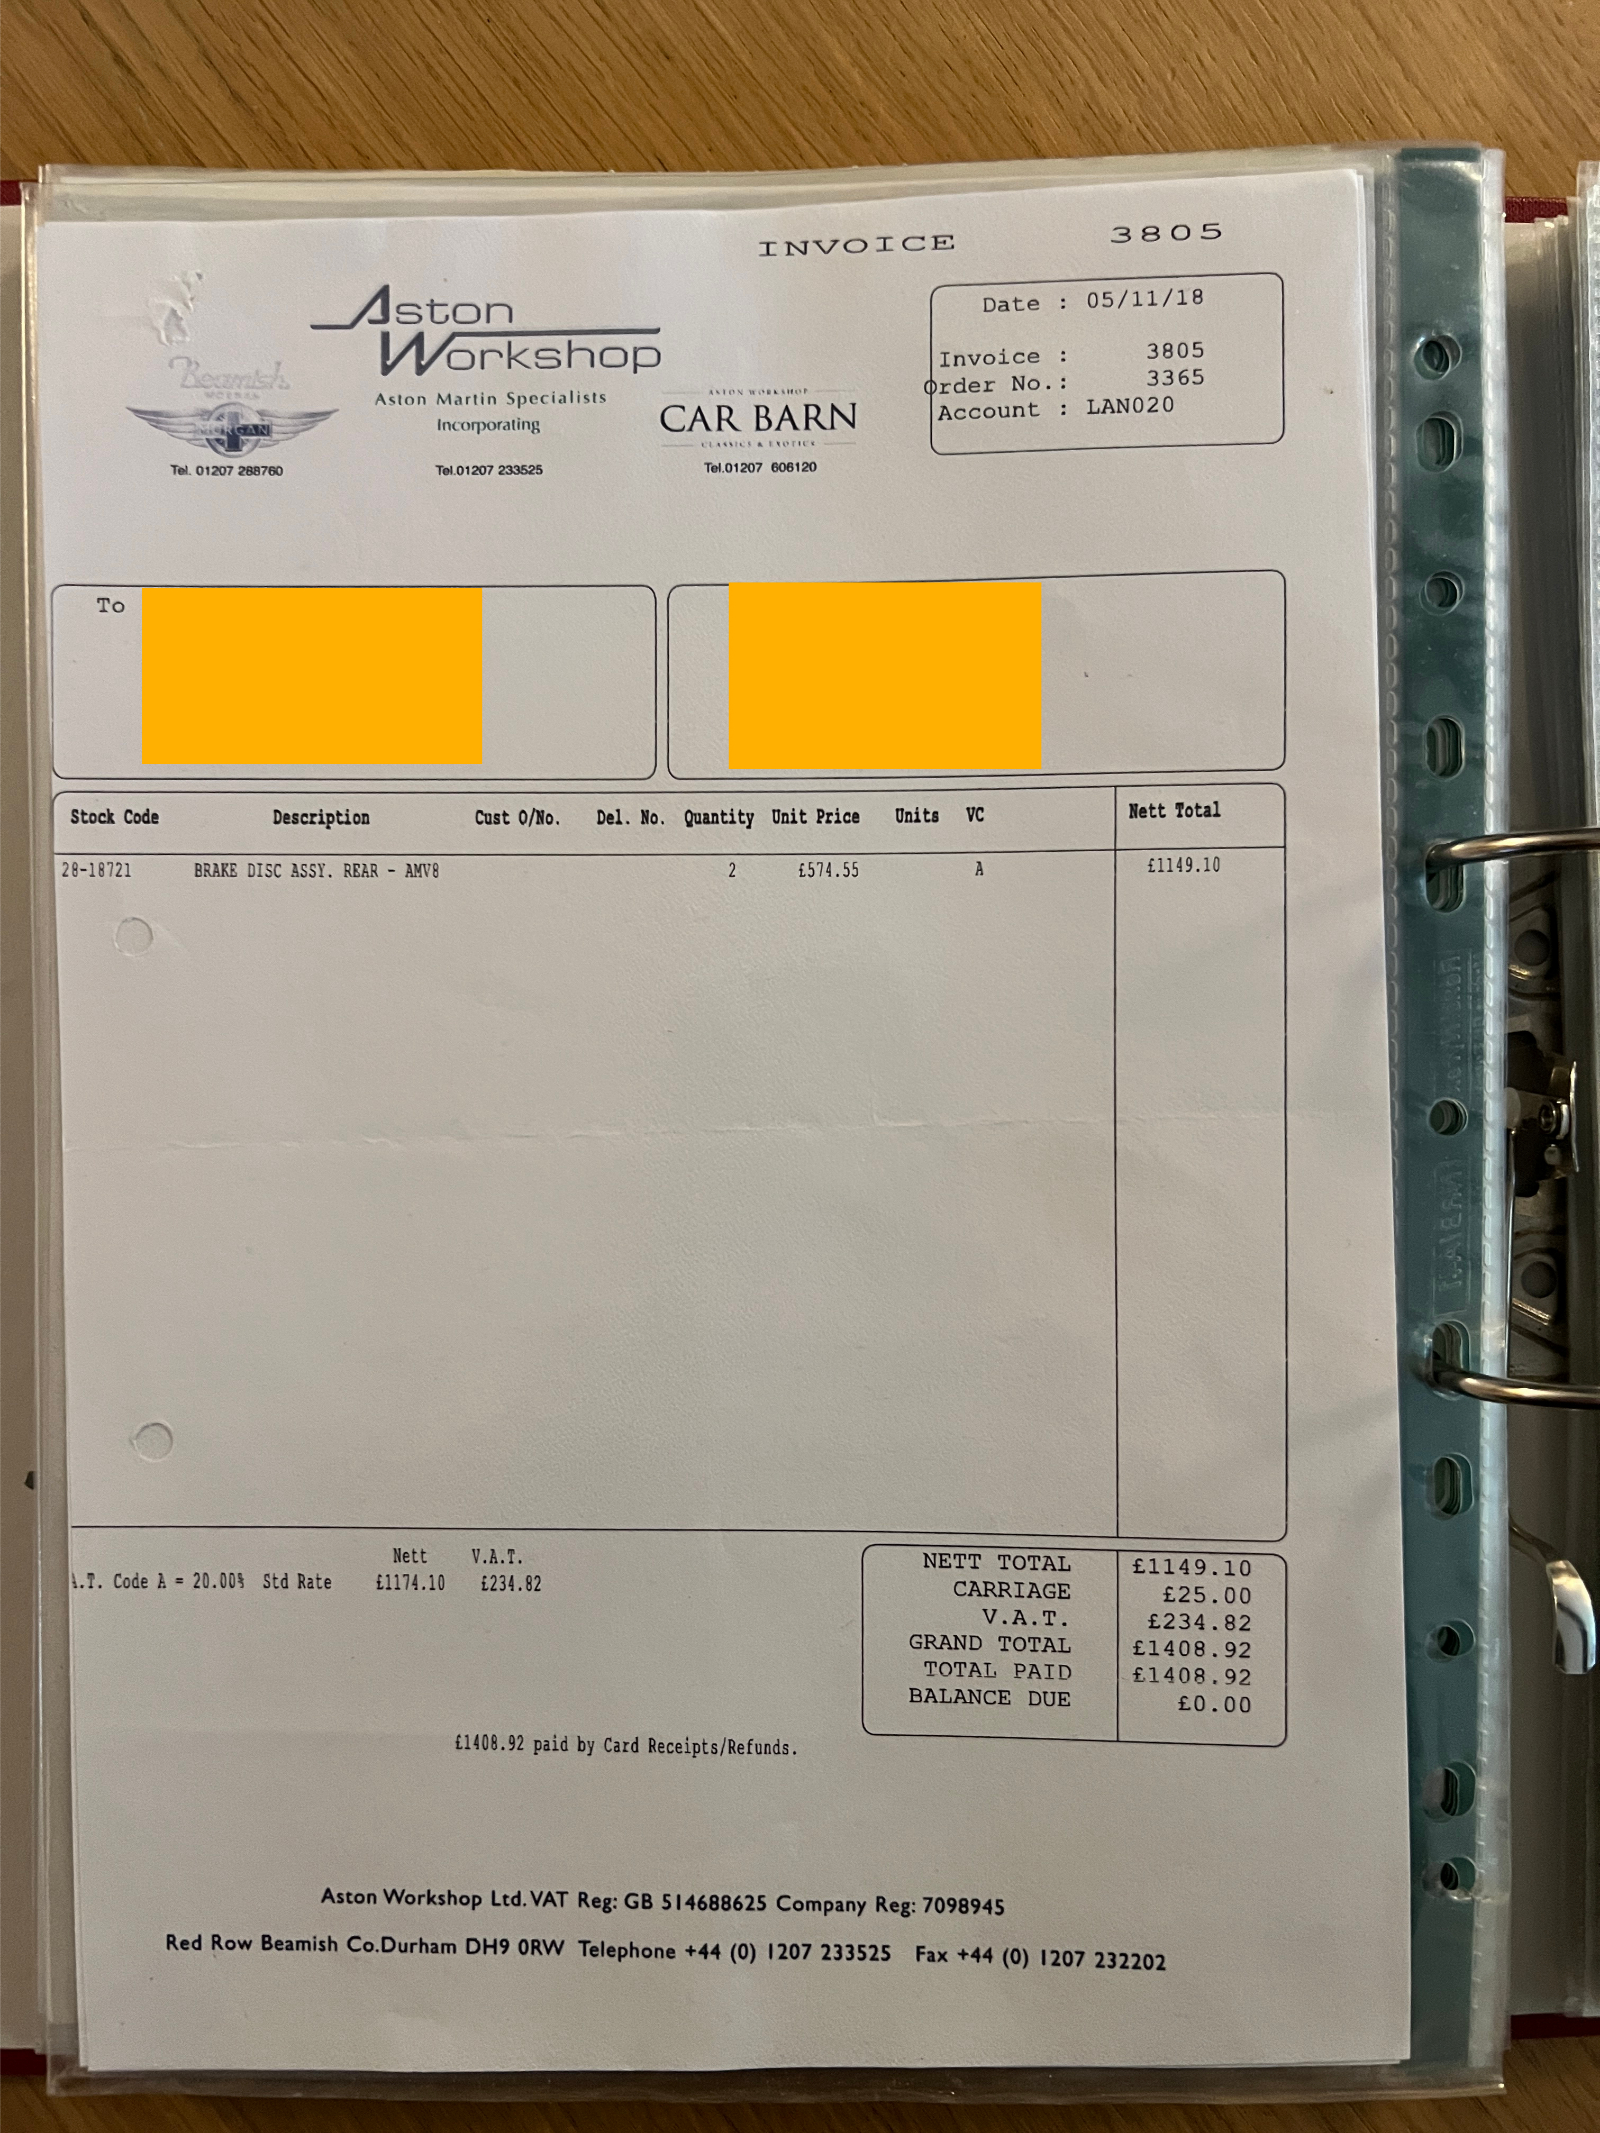 INVOICE 3805
Date : 05/11/18
Invoice : 3805
Order No.: 3365
Account : LAN020
Beamish
MORGAN
Tel. 01207 288760
Aston
Workshop
Aston Martin Specialists
Incorporating
Tel.01207 233525
ASTON WORKSHOP
CAR BARN
CLASSICS & EXOTICS
Tel.01207 606120
To
Stock Code Description Cust O/No. Del. No. Quantity Unit Price Units VC Nett Total
28-18721 BRAKE DISC ASSY. REAR - AMV8 2 £574.55 A £1149.10
Nett V.A.T.
.T. Code A = 20.00% Std Rate £1174.10 £234.82
NETT TOTAL £1149.10
CARRIAGE £25.00
V.A.T. £234.82
GRAND TOTAL £1408.92
TOTAL PAID £1408.92
BALANCE DUE £0.00
£1408.92 paid by Card Receipts/Refunds.
Aston Workshop Ltd. VAT Reg: GB 514688625 Company Reg: 7098945
Red Row Beamish Co.Durham DH9 0RW Telephone +44 (0) 1207 233525 Fax +44 (0) 1207 232202